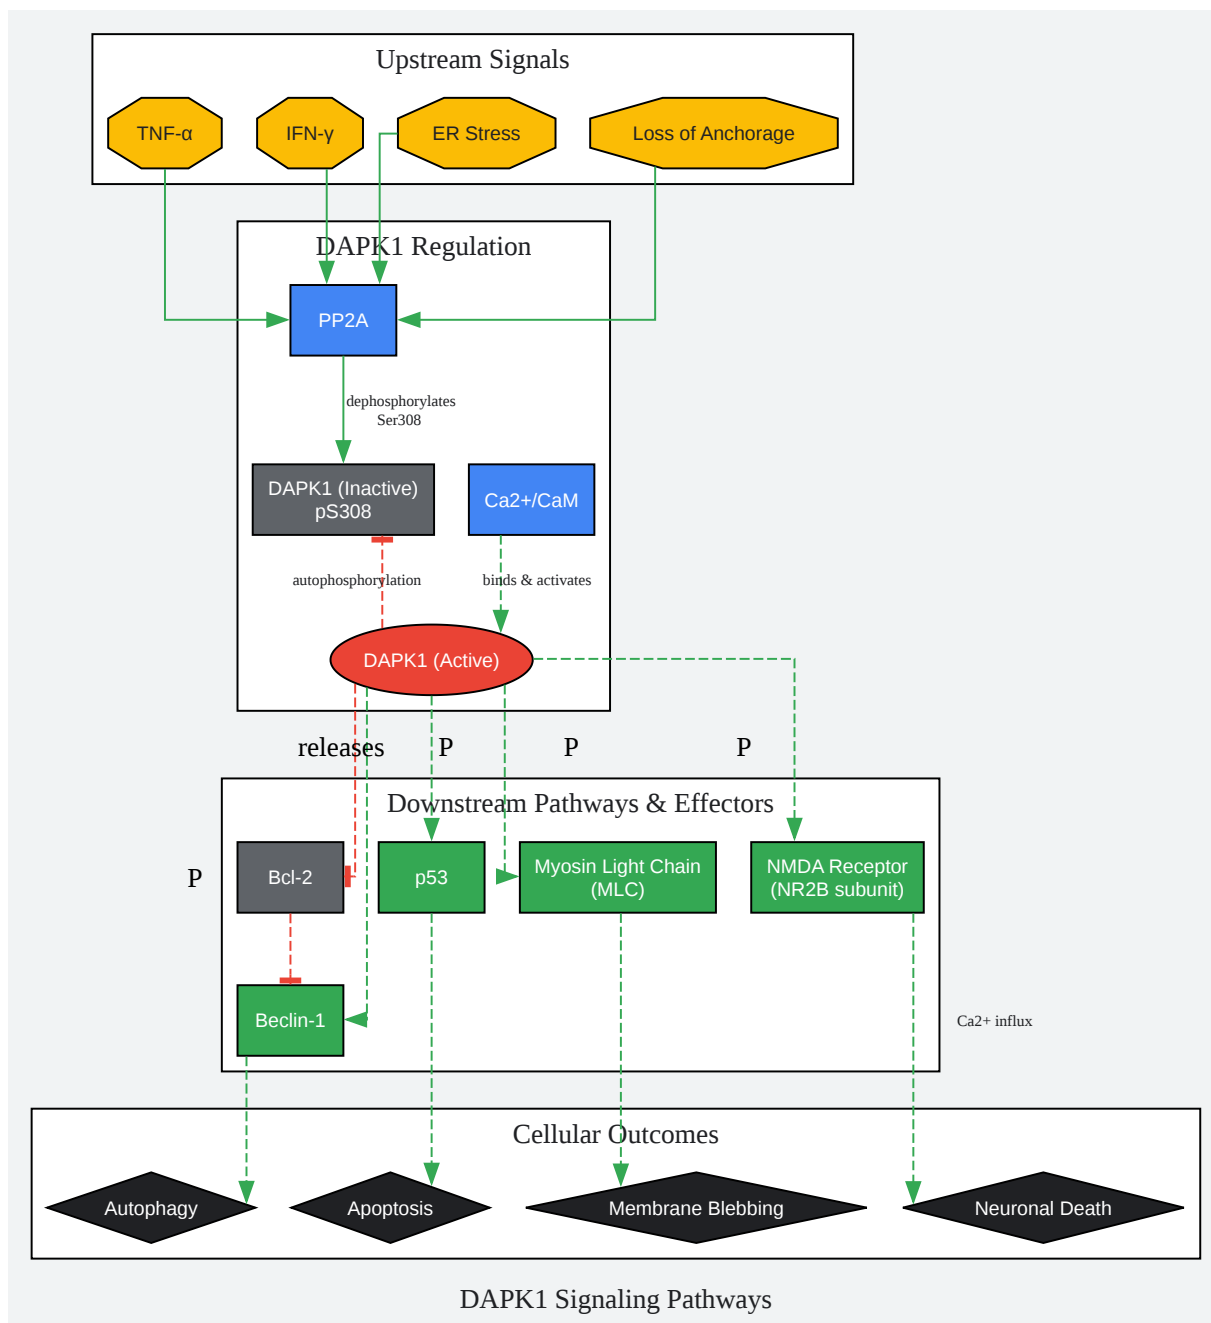 Upstream Signals
TNF-α
IFN-γ
ER Stress
Loss of Anchorage
DAPK1 Regulation
PP2A
dephosphorylates
Ser308
DAPK1 (Inactive)
pS308
Ca2+/CaM
autophosphorylation
binds & activates
DAPK1 (Active)
releases
P
P
P
Downstream Pathways & Effectors
P
Bcl-2
p53
Myosin Light Chain
(MLC)
NMDA Receptor
(NR2B subunit)
Beclin-1
Ca2+ influx
Cellular Outcomes
Autophagy
Apoptosis
Membrane Blebbing
Neuronal Death
DAPK1 Signaling Pathways